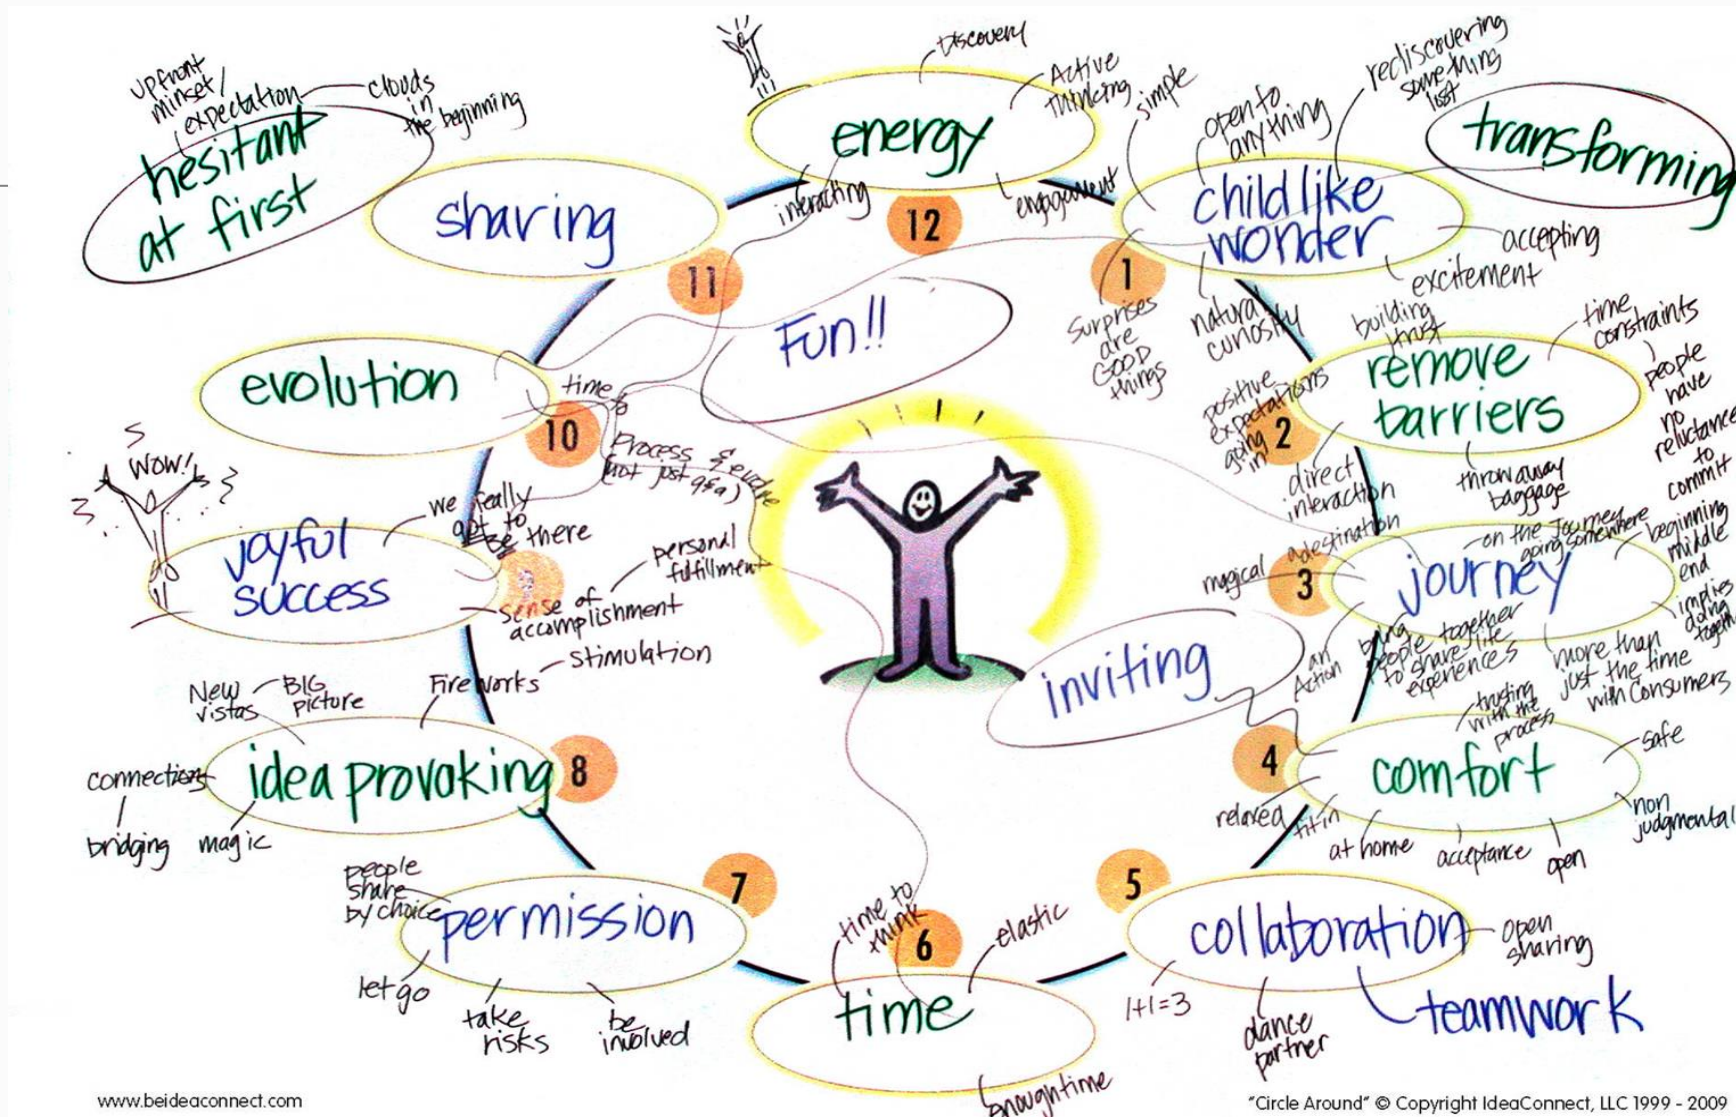 upfront
minset/
expectation
clouds
in
the beginning
hesitant
at first
sharing
11
Discovery
Active
thinking
energy
interacting
engagement
12
simple
open to
anything
rediscovering
something
lost
transforming
child like
wonder
accepting
excitement
natural
curiosity
Surprises
are
GOOD
things
1
Fun!!
building
trust
time
constraints
people
have
no
reluctance
to
commit
remove
barriers
positive
expectations
going
in
2
direct
interaction
throw away
baggage
evolution
10
time
to
process & evolve
(not just q&a)
WOW!
joyful
success
we really
get to
be there
9
sense of
accomplishment
personal
fulfillment
stimulation
Fireworks
magical
a destination
3
on the journey
going somewhere
beginning
middle
end
journey
implies
doing
together
bring
people together
to share life
experiences
more than
just the time
with consumers
an
Action
inviting
New
vistas
BIG
picture
idea provoking
8
connections
bridging
magic
trusting
with the
process
4
comfort
safe
non
judgmental
relaxed
fit in
at home
acceptance
open
people
share
by choice
permission
7
let go
take
risks
be
involved
time to
think
6
elastic
time
enough time
5
collaboration
open
sharing
1+1=3
dance
partner
teamwork
www.beideaconnect.com
"Circle Around" © Copyright IdeaConnect, LLC 1999 - 2009